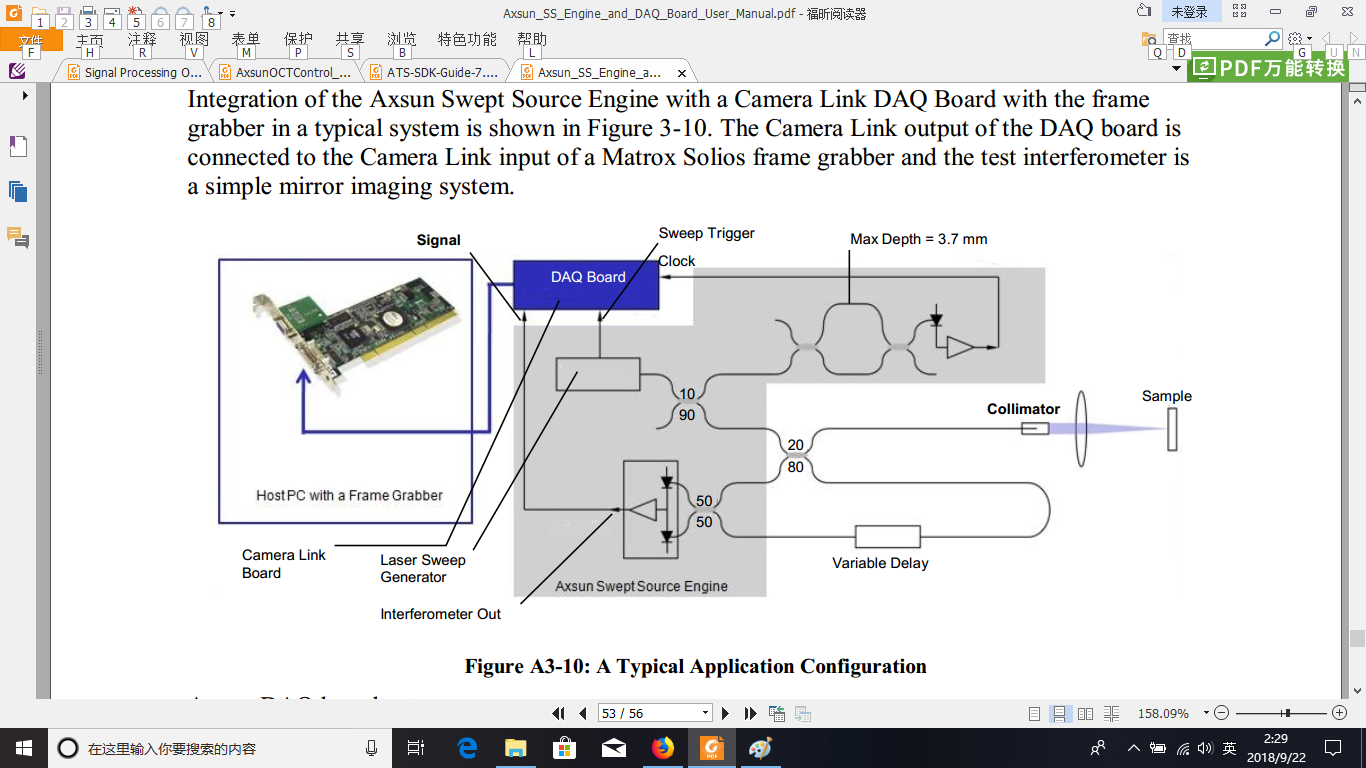 Axsun_SS_Engine_and_DAQ_Board_User_Manual.pdf - 福昕阅读器
未登录
1 2 3 4 5 6 7 8
文件 主页 注释 视图 表单 保护 共享 浏览 特色功能 帮助
查找
F H R V M P S B L Q D G U N
Signal Processing O...
AxsunOCTControl_...
ATS-SDK-Guide-7....
Axsun_SS_Engine_a...
PDF万能转换
Integration of the Axsun Swept Source Engine with a Camera Link DAQ Board with the frame
grabber in a typical system is shown in Figure 3-10. The Camera Link output of the DAQ board is
connected to the Camera Link input of a Matrox Solios frame grabber and the test interferometer is
a simple mirror imaging system.
Signal
Sweep Trigger
Max Depth = 3.7 mm
Clock
DAQ Board
10
90
Collimator
Sample
20
80
Host PC with a Frame Grabber
50
50
Camera Link
Board
Laser Sweep
Generator
Variable Delay
Axsun Swept Source Engine
Interferometer Out
Figure A3-10: A Typical Application Configuration
53 / 56
158.09%
在这里输入你要搜索的内容
英
2:29
2018/9/22